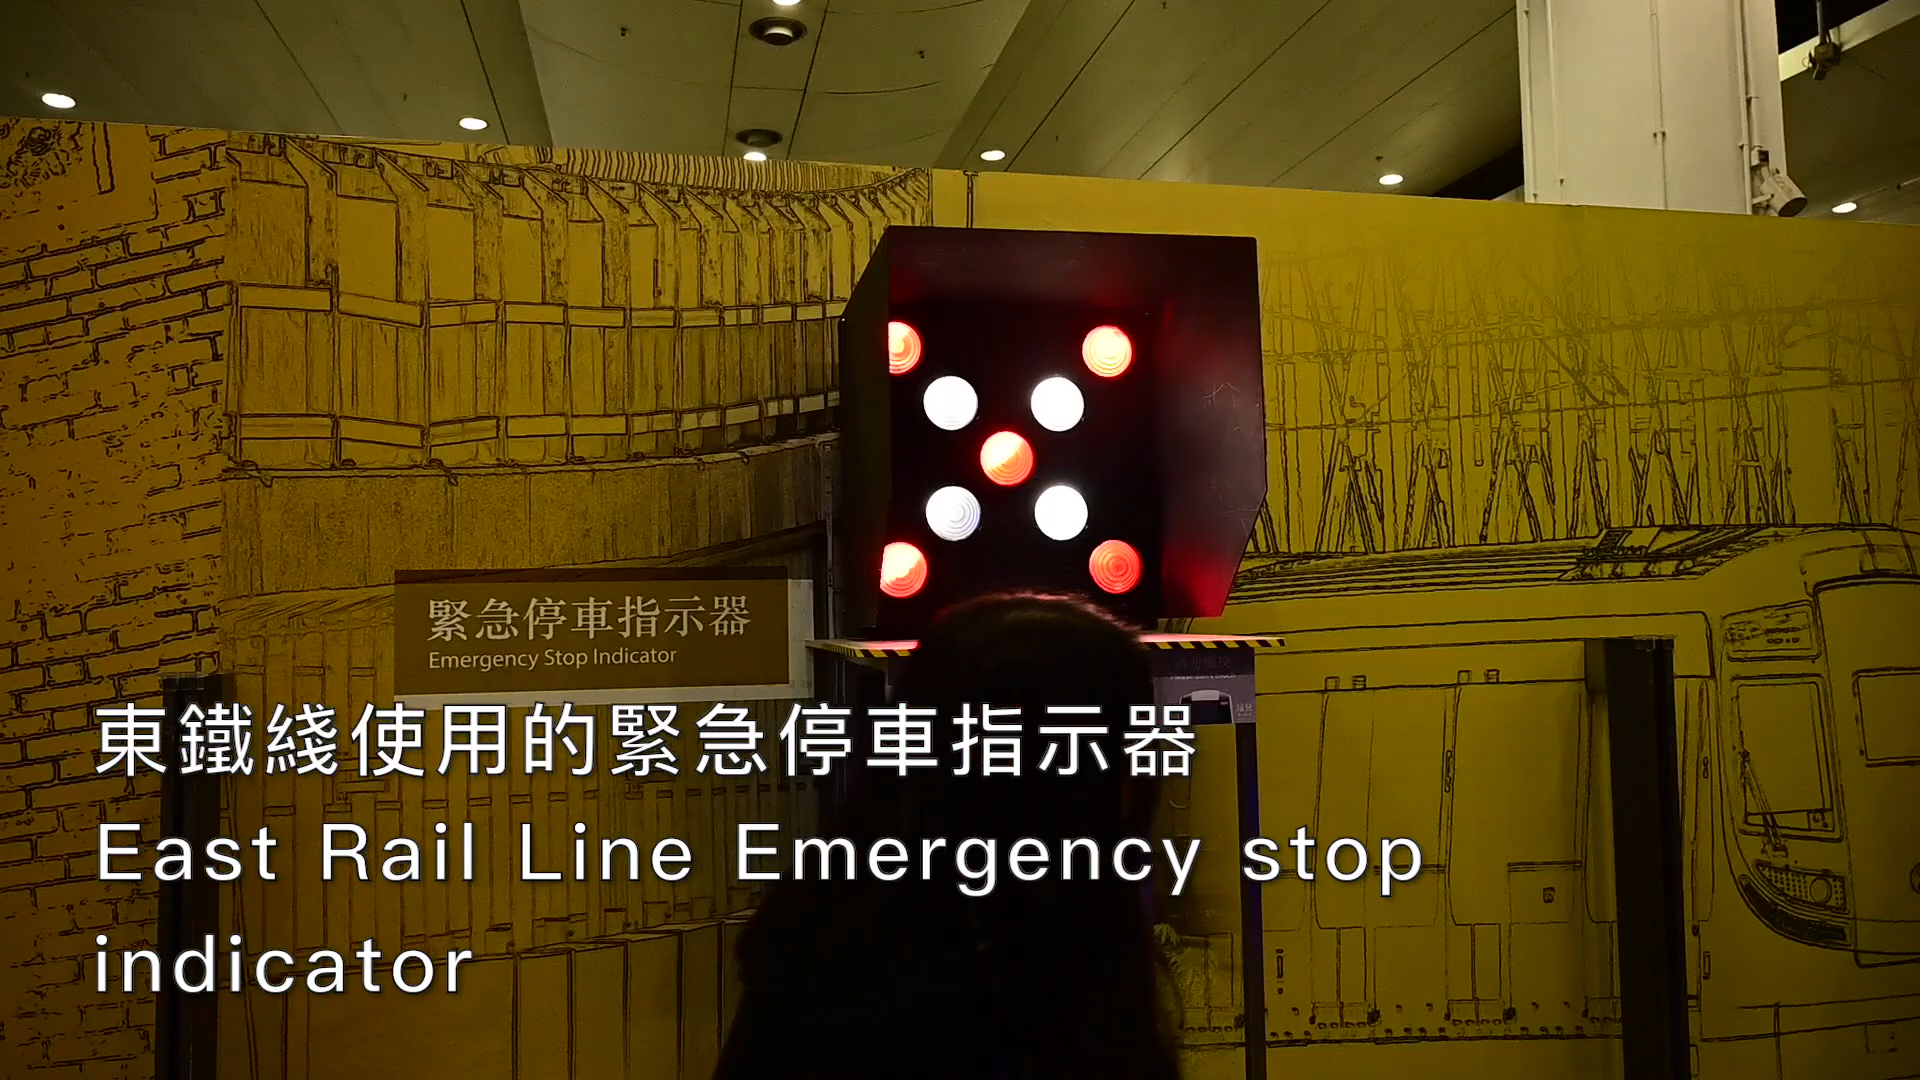 緊急停車指示器
Emergency Stop Indicator
東鐵綫使用的緊急停車指示器
East Rail Line Emergency stop
indicator